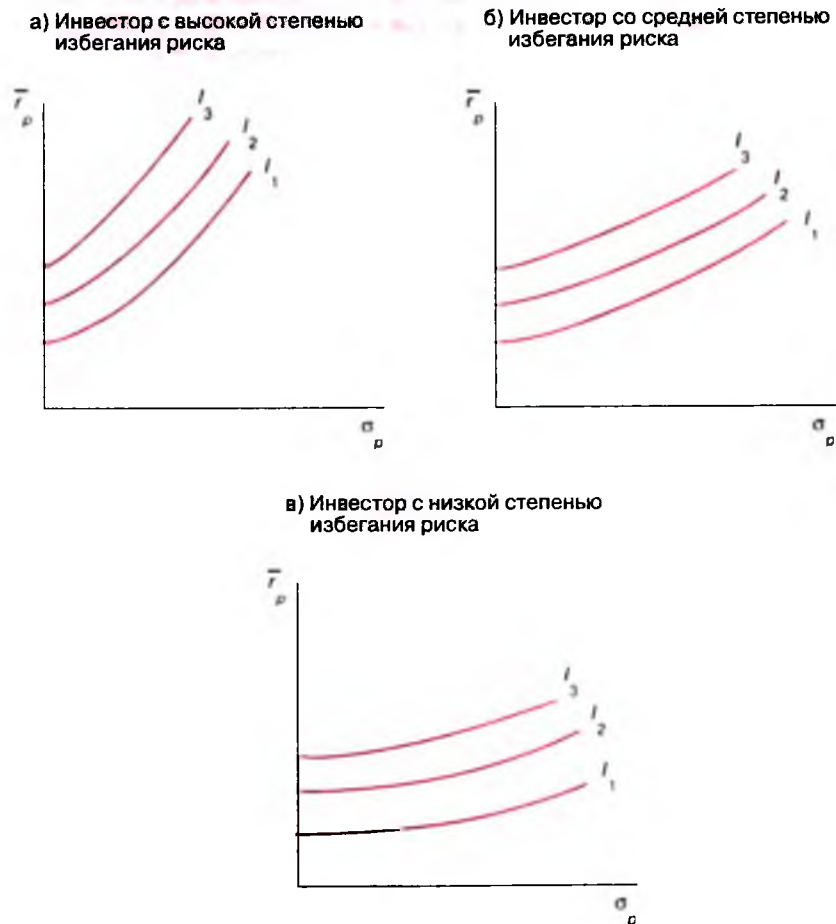 а) Инвестор с высокой степенью
избегания риска
б) Инвестор со средней степенью
избегания риска
r̅ₚ
I₃
I₂
I₁
σₚ
r̅ₚ
I₃
I₂
I₁
σₚ
в) Инвестор с низкой степенью
избегания риска
r̅ₚ
I₃
I₂
I₁
σₚ